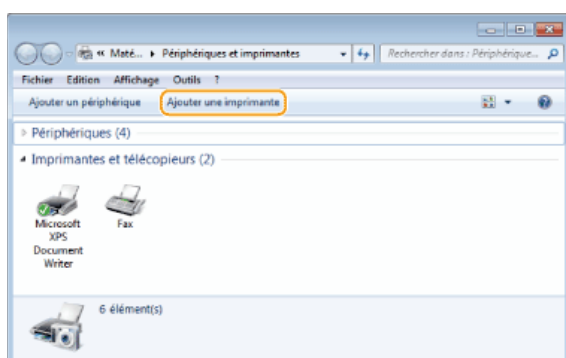 « Maté... ▸ Périphériques et imprimantes
Rechercher dans : Périphérique...
Fichier Edition Affichage Outils ?
Ajouter un périphérique Ajouter une imprimante
Périphériques (4)
Imprimantes et télécopieurs (2)
Microsoft XPS Document Writer
Fax
6 élément(s)